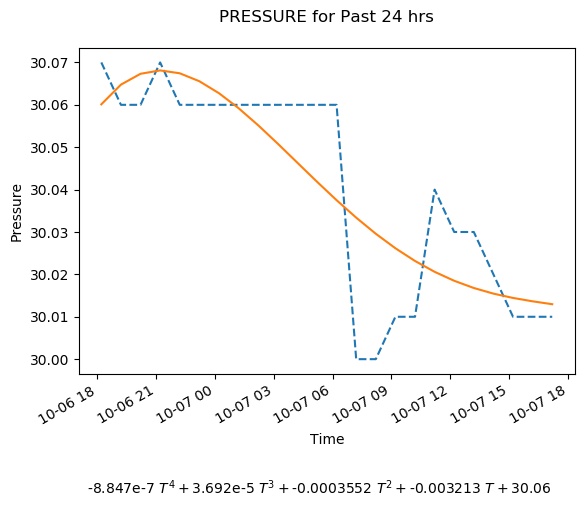 PRESSURE for Past 24 hrs
30.07
30.06
30.05
30.04
30.03
30.02
30.01
30.00
Pressure
10-06 18 10-06 21 10-07 00 10-07 03 10-07 06 10-07 09 10-07 12 10-07 15 10-07 18
Time
-8.847e-7 T⁴ + 3.692e-5 T³ + -0.0003552 T² + -0.003213 T + 30.06